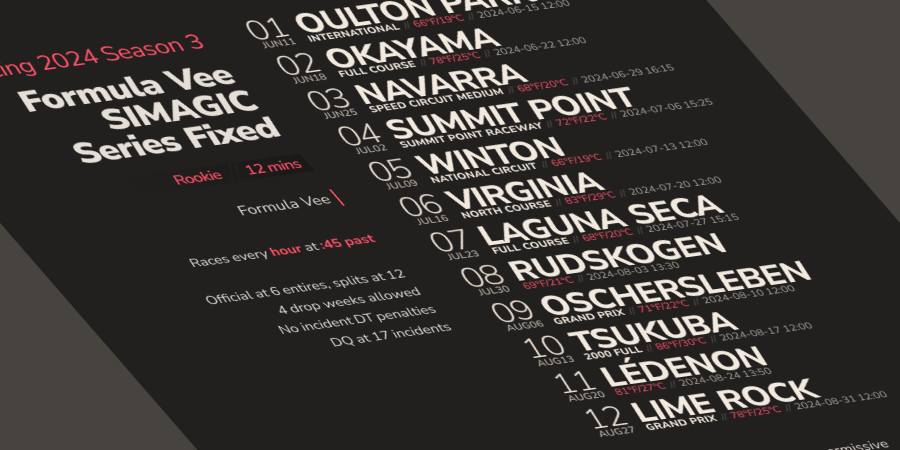 2024 Season 3
Formula Vee
SIMAGIC
Series Fixed
Rookie 12 mins
Formula Vee
Races every hour at :45 past
Official at 6 entires, splits at 12
4 drop weeks allowed
No incident DT penalties
DQ at 17 incidents
01 OULTON PARK
JUN11 INTERNATIONAL // 66°F/19°C // 2024-06-15 12:00
02 OKAYAMA
JUN18 FULL COURSE // 78°F/25°C // 2024-06-22 12:00
03 NAVARRA
JUN25 SPEED CIRCUIT MEDIUM // 68°F/20°C // 2024-06-29 16:15
04 SUMMIT POINT
JUL02 SUMMIT POINT RACEWAY // 72°F/22°C // 2024-07-06 15:25
05 WINTON
JUL09 NATIONAL CIRCUIT // 66°F/19°C // 2024-07-13 12:00
06 VIRGINIA
JUL16 NORTH COURSE // 83°F/29°C // 2024-07-20 12:00
07 LAGUNA SECA
JUL23 FULL COURSE // 68°F/20°C // 2024-07-27 15:15
08 RUDSKOGEN
JUL30 69°F/21°C // 2024-08-03 13:30
09 OSCHERSLEBEN
AUG06 GRAND PRIX // 71°F/22°C // 2024-08-10 12:00
10 TSUKUBA
AUG13 2000 FULL // 86°F/30°C // 2024-08-17 12:00
11 LÉDENON
AUG20 81°F/27°C // 2024-08-24 13:50
12 LIME ROCK
AUG27 GRAND PRIX // 78°F/25°C // 2024-08-31 12:00